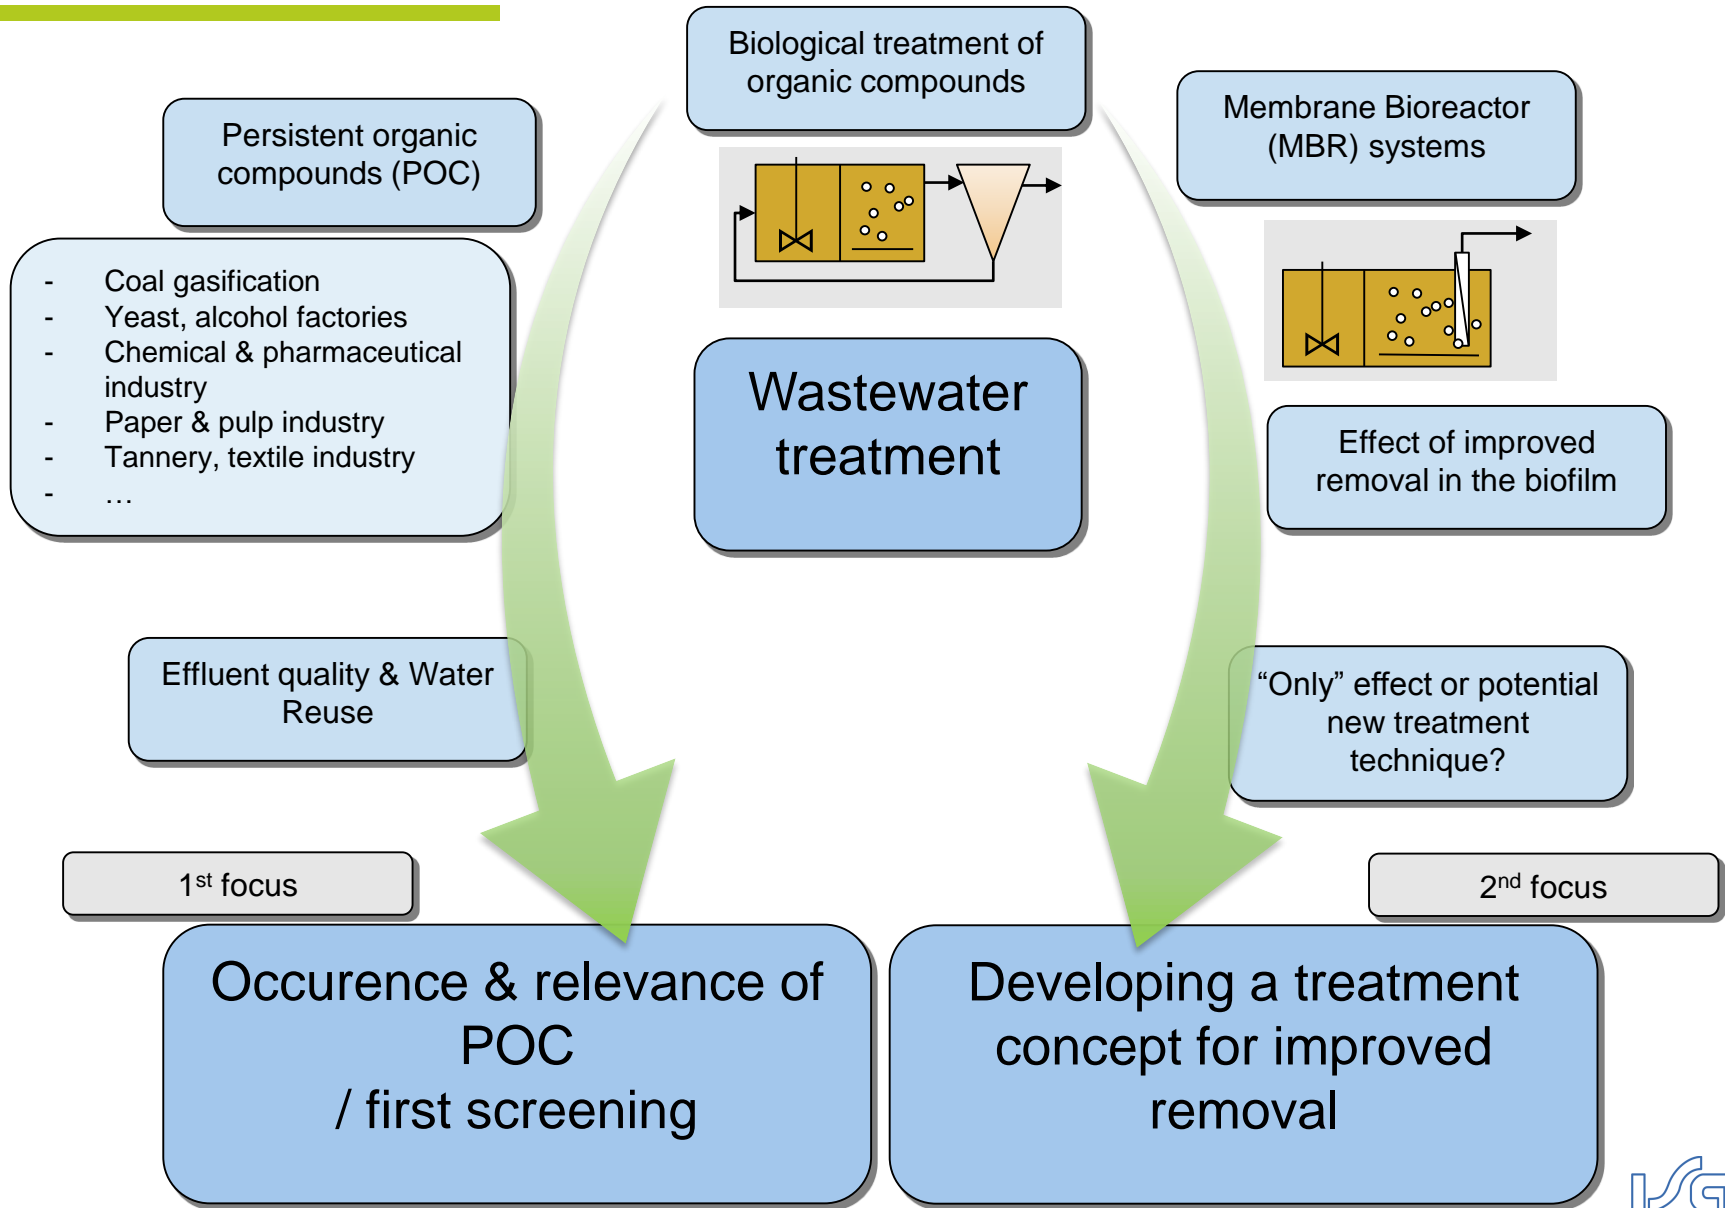 Biological treatment of
organic compounds
Persistent organic
compounds (POC)
- Coal gasification
- Yeast, alcohol factories
- Chemical & pharmaceutical
industry
- Paper & pulp industry
- Tannery, textile industry
- …
Wastewater
treatment
Membrane Bioreactor
(MBR) systems
Effect of improved
removal in the biofilm
Effluent quality & Water
Reuse
“Only” effect or potential
new treatment
technique?
1st focus
2nd focus
Occurence & relevance of
POC
/ first screening
Developing a treatment
concept for improved
removal